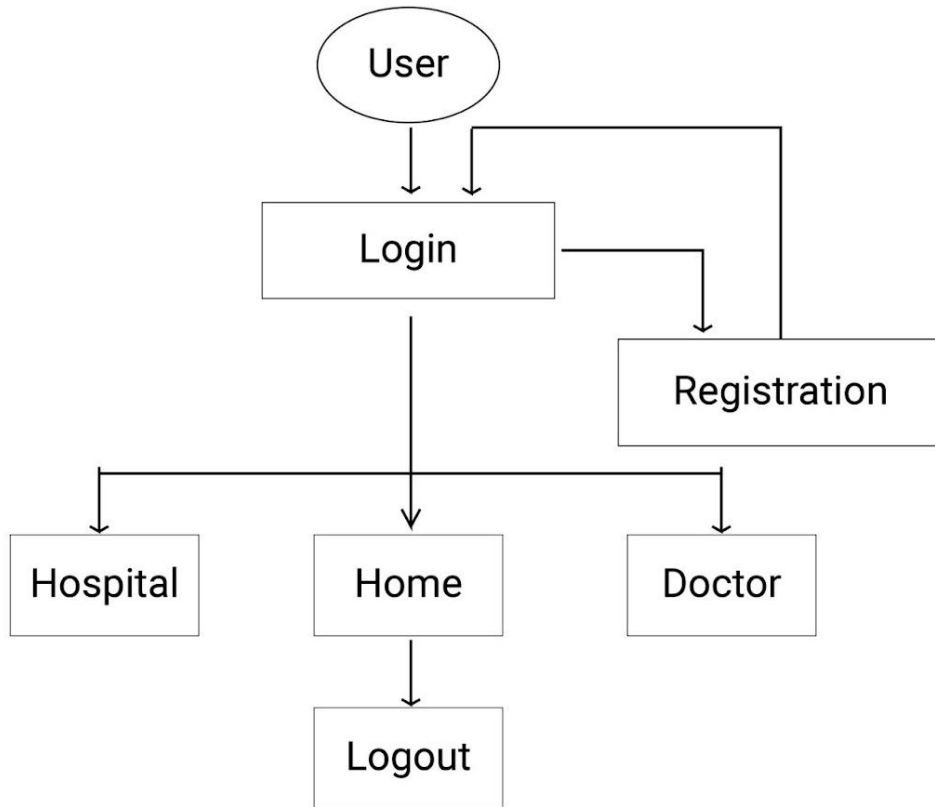 User
Login
Registration
Hospital
Home
Doctor
Logout